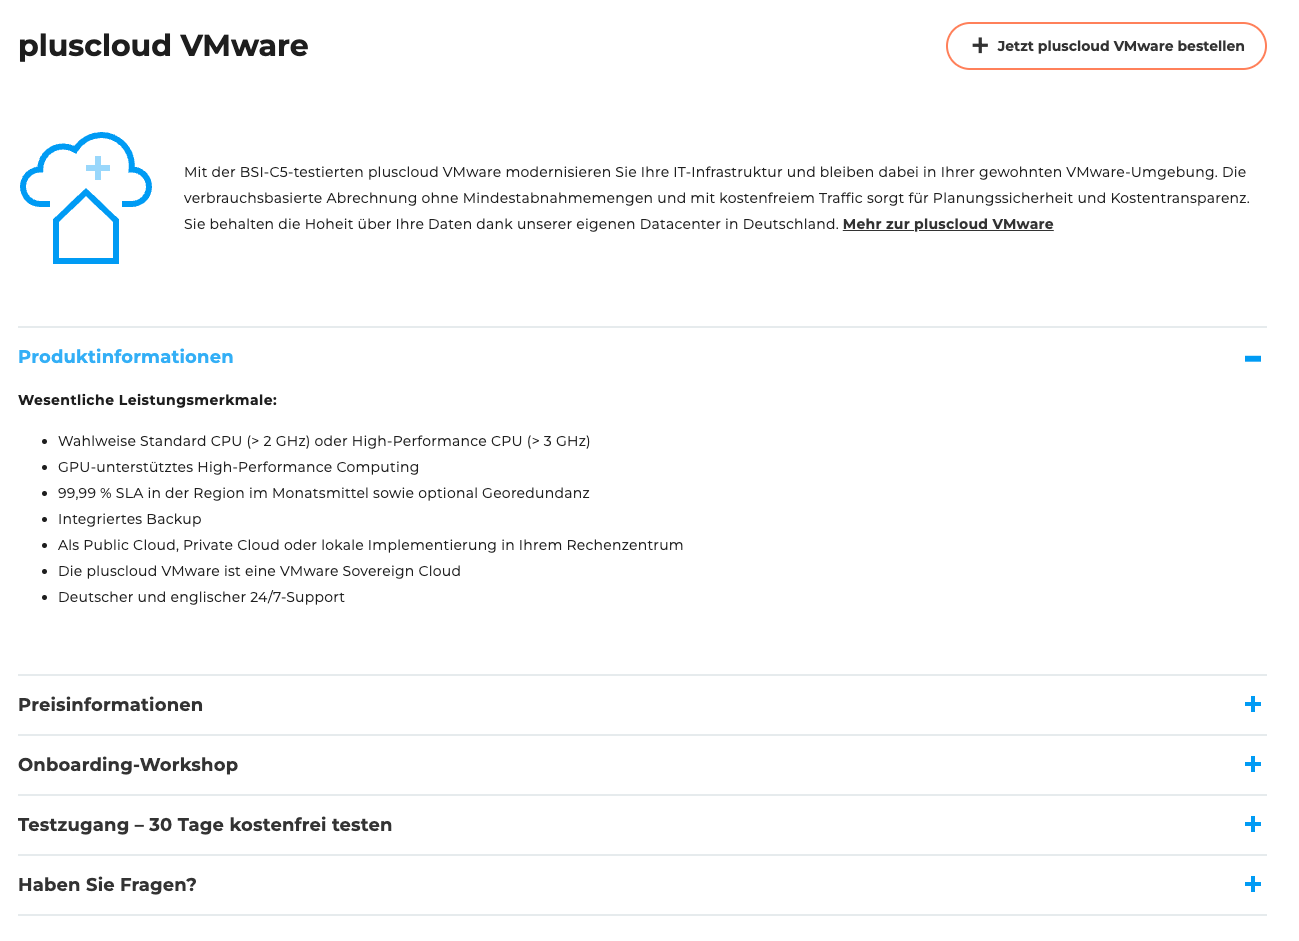 pluscloud VMware
Jetzt pluscloud VMware bestellen
Mit der BSI-C5-testierten pluscloud VMware modernisieren Sie Ihre IT-Infrastruktur und bleiben dabei in Ihrer gewohnten VMware-Umgebung. Die
verbrauchsbasierte Abrechnung ohne Mindestabnahmemengen und mit kostenfreiem Traffic sorgt für Planungssicherheit und Kostentransparenz.
Sie behalten die Hoheit über Ihre Daten dank unserer eigenen Datacenter in Deutschland. Mehr zur pluscloud VMware
Produktinformationen
Wesentliche Leistungsmerkmale:
• Wahlweise Standard CPU (> 2 GHz) oder High-Performance CPU (> 3 GHz)
• GPU-unterstütztes High-Performance Computing
• 99,99 % SLA in der Region im Monatsmittel sowie optional Georedundanz
• Integriertes Backup
• Als Public Cloud, Private Cloud oder lokale Implementierung in Ihrem Rechenzentrum
• Die pluscloud VMware ist eine VMware Sovereign Cloud
• Deutscher und englischer 24/7-Support
Preisinformationen
Onboarding-Workshop
Testzugang – 30 Tage kostenfrei testen
Haben Sie Fragen?